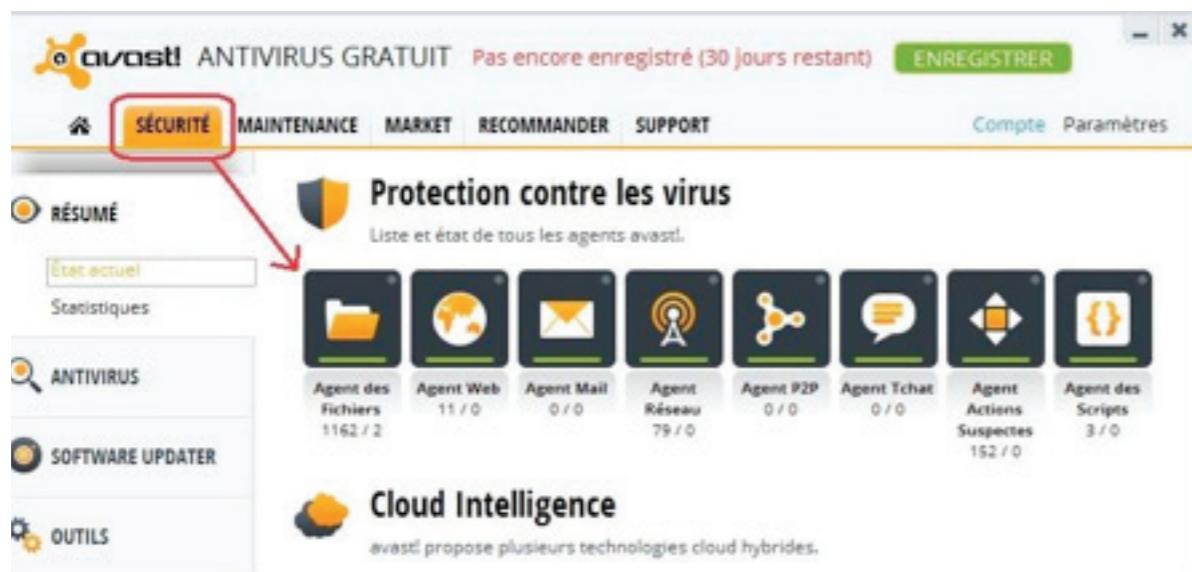 avast! ANTIVIRUS GRATUIT Pas encore enregistré (30 jours restant) ENREGISTRER
SÉCURITÉ MAINTENANCE MARKET RECOMMANDER SUPPORT Compte Paramètres
RÉSUMÉ
État actuel
Statistiques
ANTIVIRUS
SOFTWARE UPDATER
OUTILS
Protection contre les virus
Liste et état de tous les agents avast!.
Agent des Fichiers 1162 / 2
Agent Web 11 / 0
Agent Mail 0 / 0
Agent Réseau 79 / 0
Agent P2P 0 / 0
Agent Tchat 0 / 0
Agent Actions Suspectes 152 / 0
Agent des Scripts 3 / 0
Cloud Intelligence
avast! propose plusieurs technologies cloud hybrides.